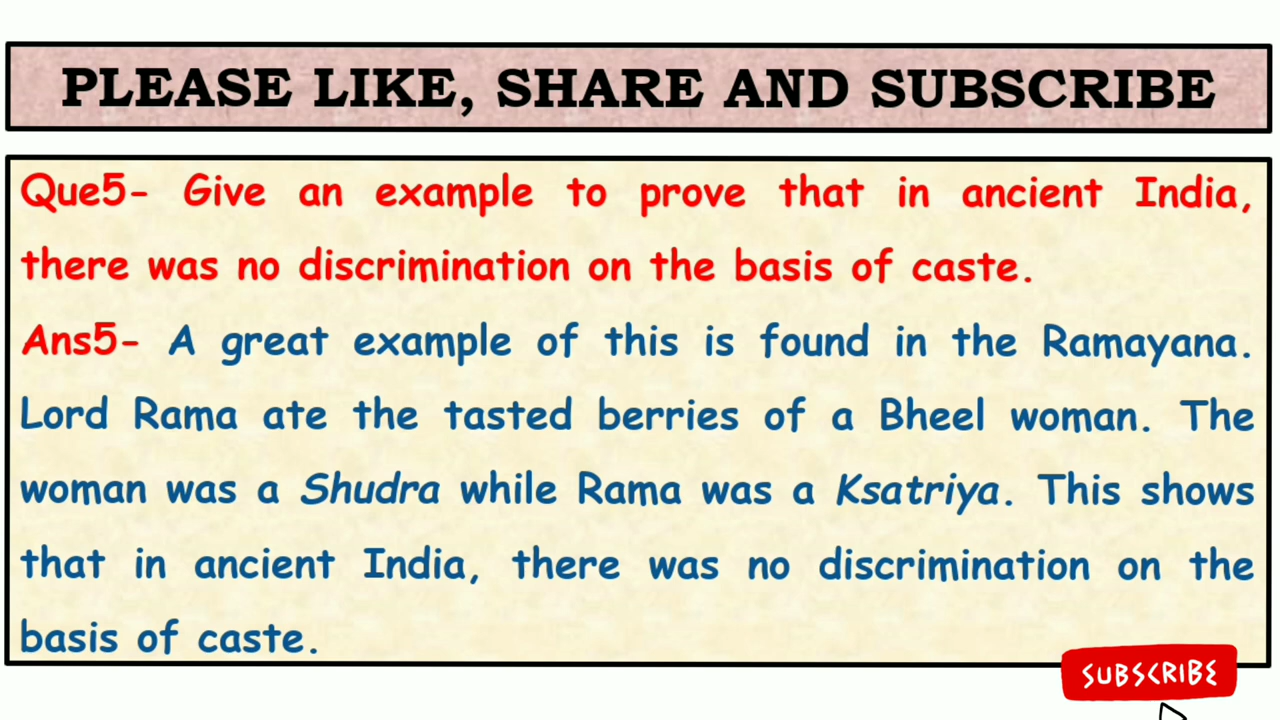 PLEASE LIKE, SHARE AND SUBSCRIBE
Que5- Give an example to prove that in ancient India,
there was no discrimination on the basis of caste.
Ans5- A great example of this is found in the Ramayana.
Lord Rama ate the tasted berries of a Bheel woman. The
woman was a Shudra while Rama was a Ksatriya. This shows
that in ancient India, there was no discrimination on the
basis of caste.
SUBSCRIBE